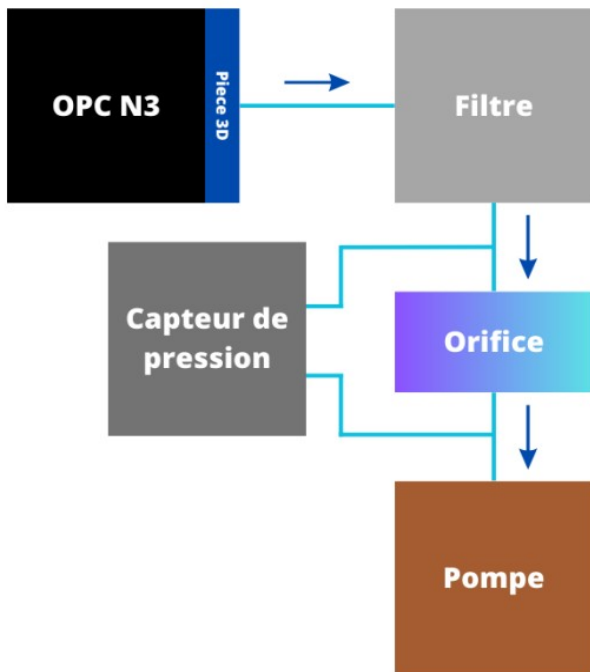 OPC N3
Piece 3D
Filtre
Capteur de
pression
Orifice
Pompe